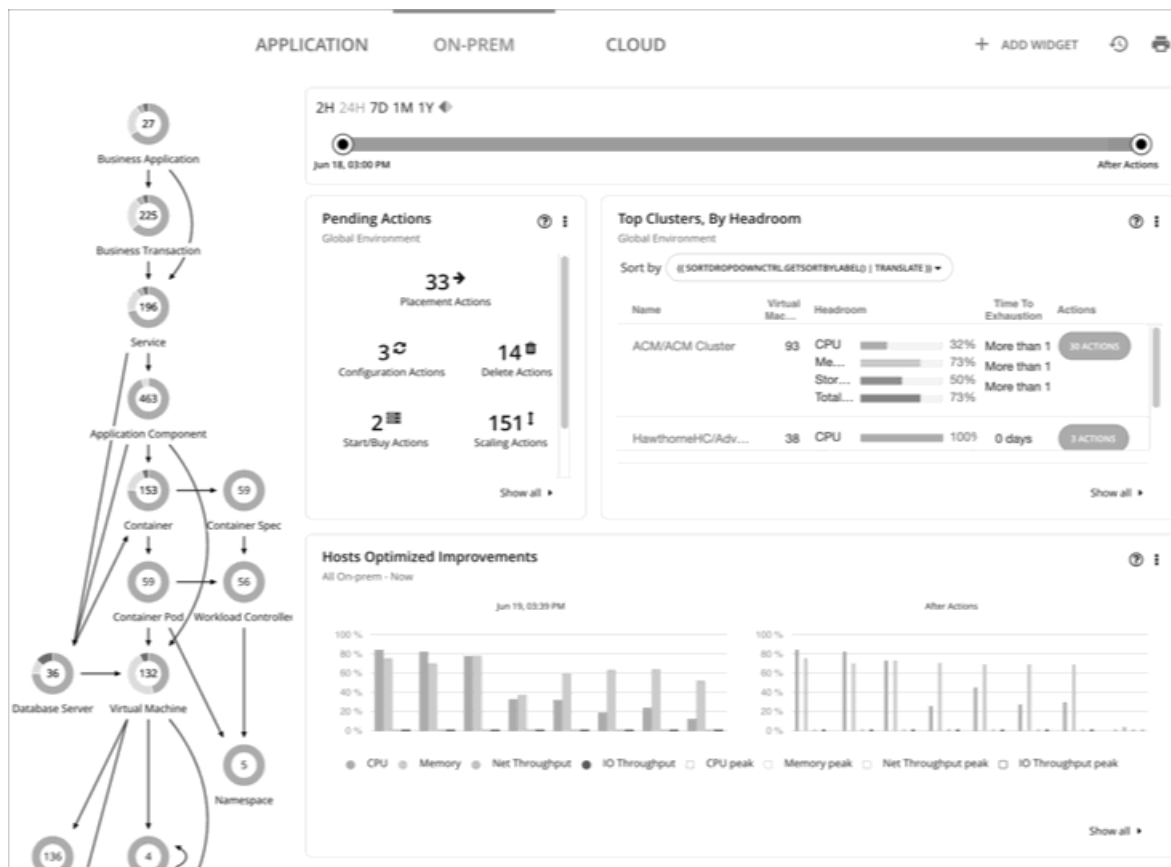 APPLICATION ON-PREM CLOUD + ADD WIDGET
27
Business Application
225
Business Transaction
196
Service
463
Application Component
153 59
Container Container Spec
59 56
Container Pod Workload Controller
36 132
Database Server Virtual Machine
5
Namespace
136 4
2H 24H 7D 1M 1Y
Jun 18, 03:00 PM After Actions
Pending Actions
Global Environment
33
Placement Actions
3 14
Configuration Actions Delete Actions
2 151
Start/Buy Actions Scaling Actions
Show all
Top Clusters, By Headroom
Global Environment
Sort by {{ SORTDROPDOWNCTRL.GETSORTBYLABEL() | TRANSLATE }}
Name Virtual Mac... Headroom Time To Exhaustion Actions
ACM/ACM Cluster 93 CPU 32% More than 1 30 ACTIONS
Me... 73% More than 1
Stor... 50% More than 1
Total... 73%
HawthorneHC/Adv... 38 CPU 100% 0 days 3 ACTIONS
Show all
Hosts Optimized Improvements
All On-prem - Now
Jun 19, 03:39 PM After Actions
100 % 100 %
80 % 80 %
60 % 60 %
40 % 40 %
20 % 20 %
0 % 0 %
CPU Memory Net Throughput IO Throughput CPU peak Memory peak Net Throughput peak IO Throughput peak
Show all